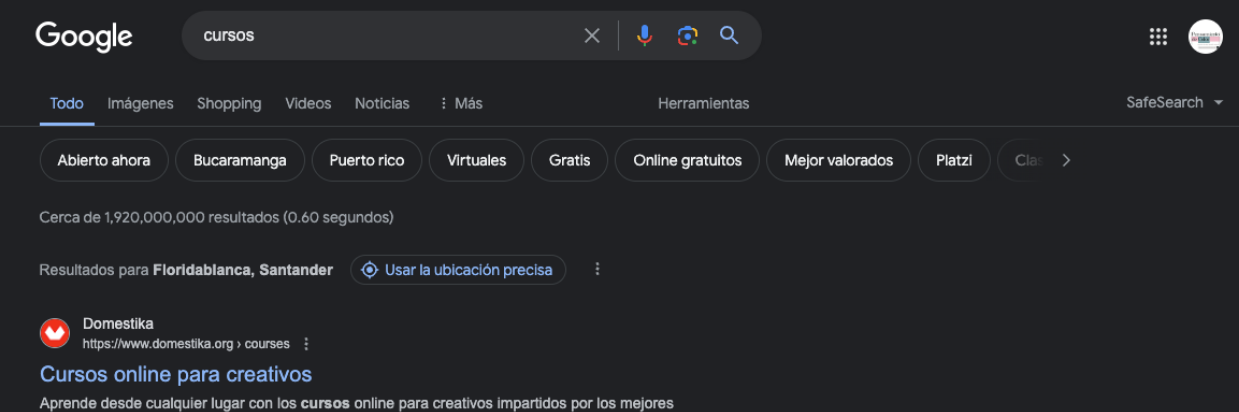 Google cursos
Todo Imágenes Shopping Videos Noticias Más Herramientas SafeSearch
Abierto ahora Bucaramanga Puerto rico Virtuales Gratis Online gratuitos Mejor valorados Platzi
Cerca de 1,920,000,000 resultados (0.60 segundos)
Resultados para Floridablanca, Santander Usar la ubicación precisa
Domestika
https://www.domestika.org › courses
Cursos online para creativos
Aprende desde cualquier lugar con los cursos online para creativos impartidos por los mejores